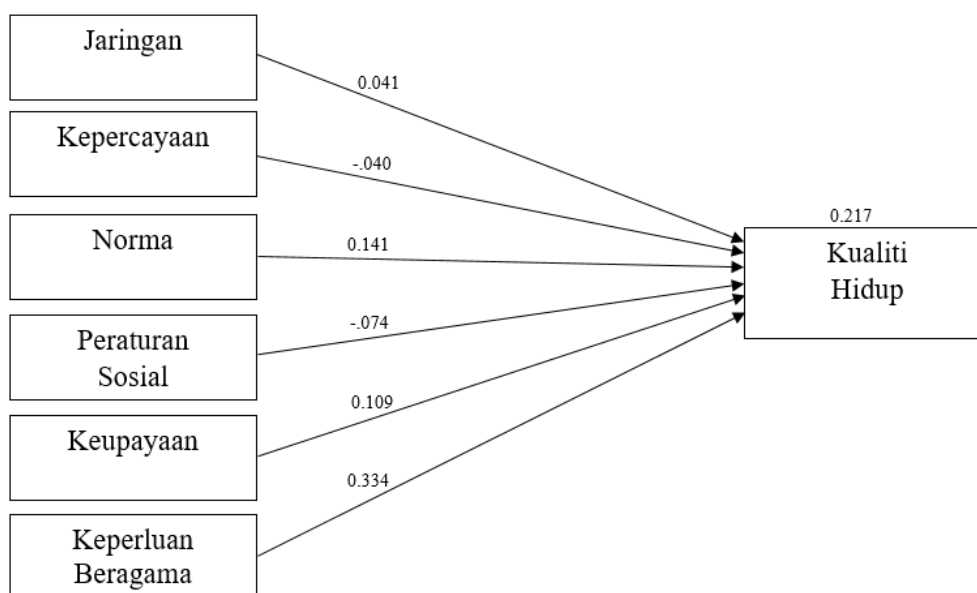 Jaringan
0.041
Kepercayaan
-.040
Norma
0.141
Peraturan
Sosial
-.074
Keupayaan
0.109
Keperluan
Beragama
0.334
0.217
Kualiti
Hidup